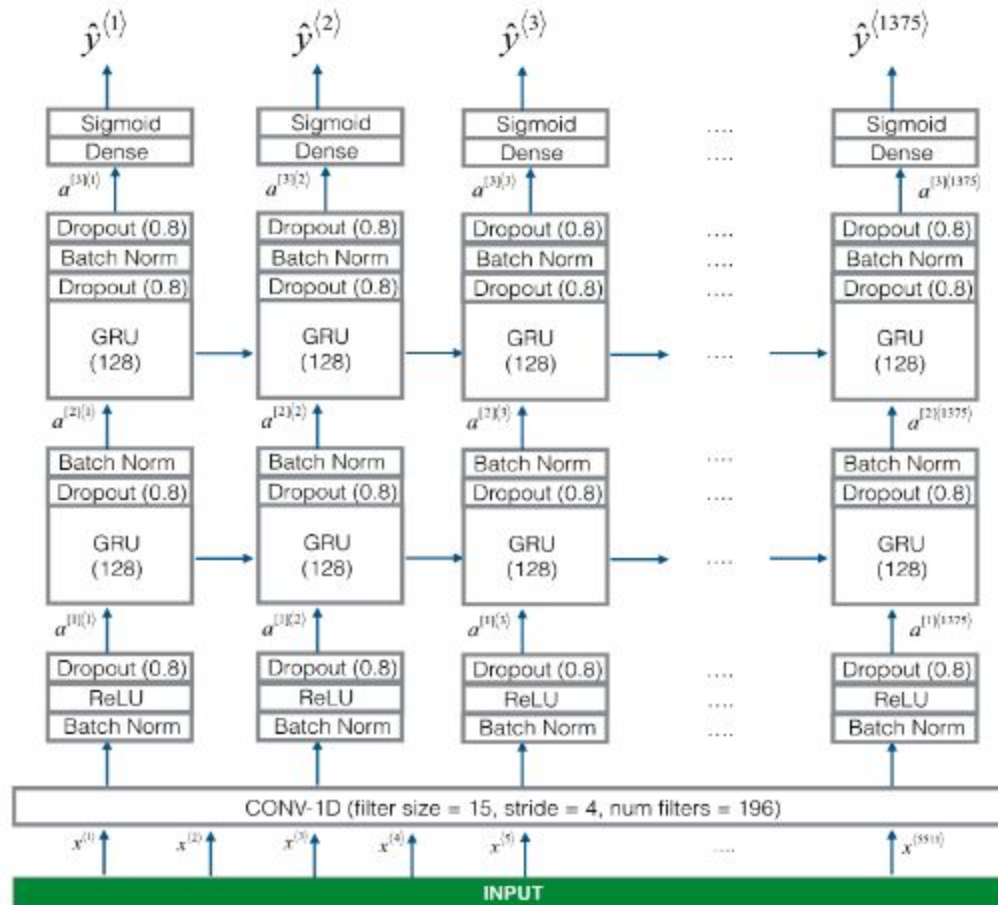 ŷ⟨1⟩ ŷ⟨2⟩ ŷ⟨3⟩ ŷ⟨1375⟩
Sigmoid Sigmoid Sigmoid .... Sigmoid
Dense Dense Dense .... Dense
a[3]⟨1⟩ a[3]⟨2⟩ a[3]⟨3⟩ a[3]⟨1375⟩
Dropout (0.8) Dropout (0.8) Dropout (0.8) .... Dropout (0.8)
Batch Norm Batch Norm Batch Norm .... Batch Norm
Dropout (0.8) Dropout (0.8) Dropout (0.8) .... Dropout (0.8)
GRU GRU GRU GRU
(128) (128) (128) .... (128)
a[2]⟨1⟩ a[2]⟨2⟩ a[2]⟨3⟩ a[2]⟨1375⟩
Batch Norm Batch Norm Batch Norm .... Batch Norm
Dropout (0.8) Dropout (0.8) Dropout (0.8) .... Dropout (0.8)
GRU GRU GRU GRU
(128) (128) (128) .... (128)
a[1]⟨1⟩ a[1]⟨2⟩ a[1]⟨3⟩ a[1]⟨1375⟩
Dropout (0.8) Dropout (0.8) Dropout (0.8) .... Dropout (0.8)
ReLU ReLU ReLU .... ReLU
Batch Norm Batch Norm Batch Norm .... Batch Norm
CONV-1D (filter size = 15, stride = 4, num filters = 196)
x⟨1⟩ x⟨2⟩ x⟨3⟩ x⟨4⟩ x⟨5⟩ .... x⟨5511⟩
INPUT